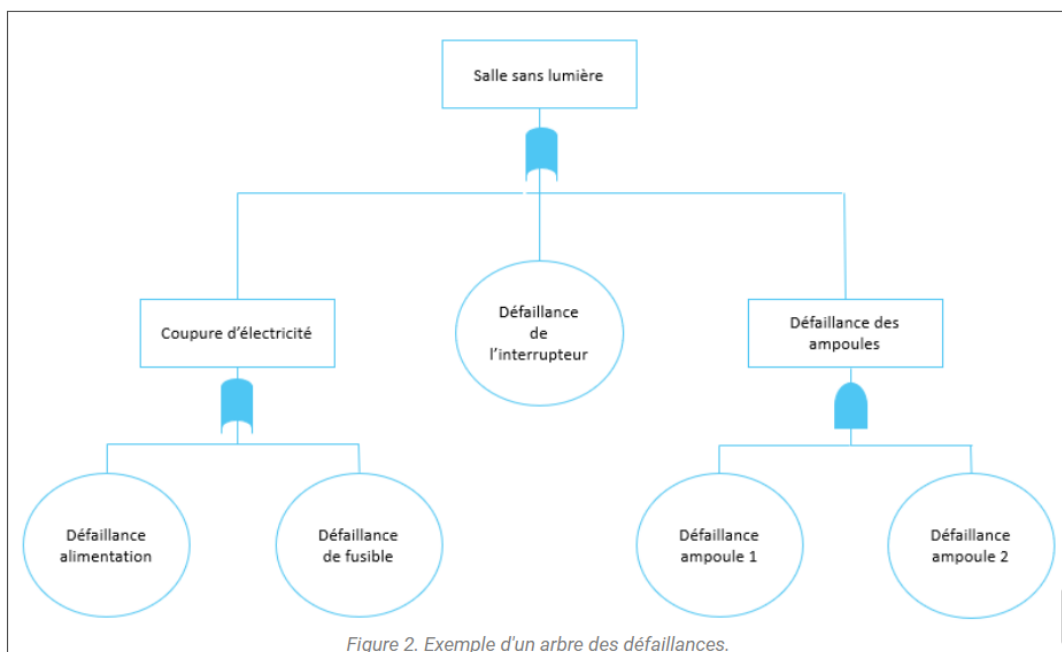 Salle sans lumière
Coupure d’électricité
Défaillance
de
l’interrupteur
Défaillance des
ampoules
Défaillance
alimentation
Défaillance
de fusible
Défaillance
ampoule 1
Défaillance
ampoule 2
Figure 2. Exemple d'un arbre des défaillances.